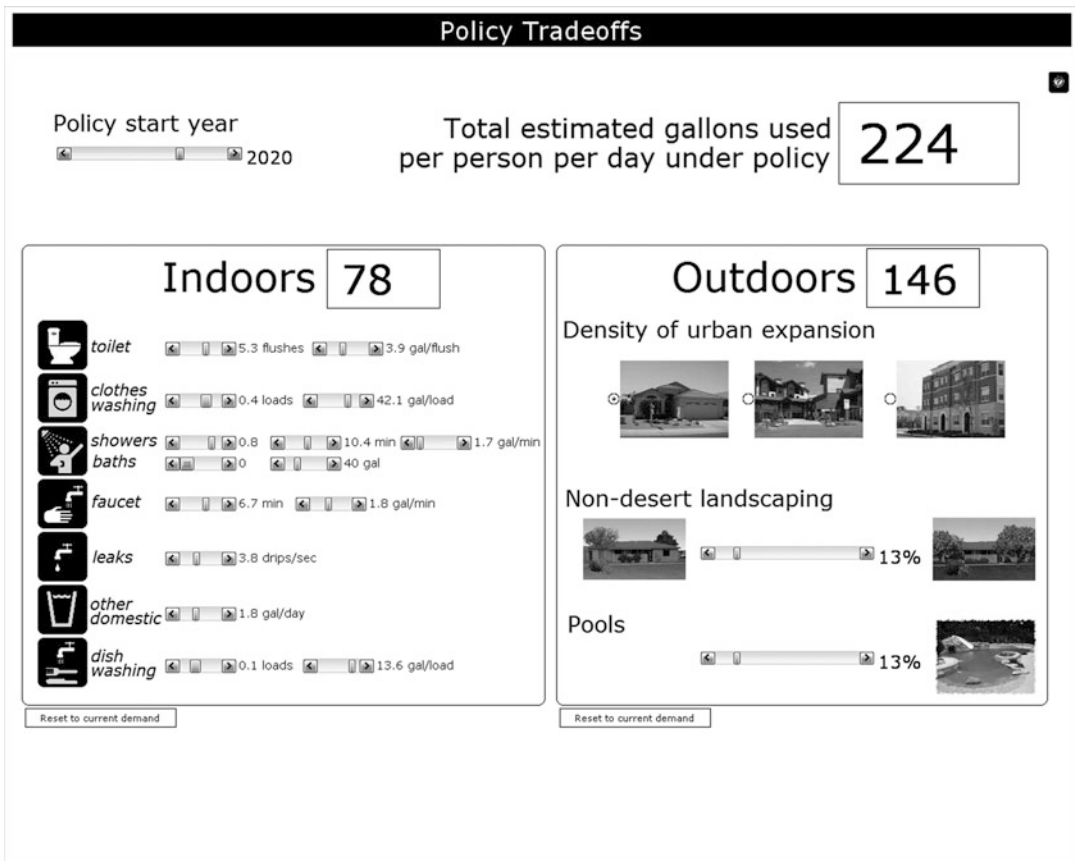 Policy Tradeoffs
Policy start year
2020
Total estimated gallons used
per person per day under policy
224
Indoors 78
toilet 5.3 flushes 3.9 gal/flush
clothes
washing 0.4 loads 42.1 gal/load
showers 0.8 10.4 min 1.7 gal/min
baths 0 40 gal
faucet 6.7 min 1.8 gal/min
leaks 3.8 drips/sec
other
domestic 1.8 gal/day
dish
washing 0.1 loads 13.6 gal/load
Reset to current demand
Outdoors 146
Density of urban expansion
Non-desert landscaping
13%
Pools
13%
Reset to current demand